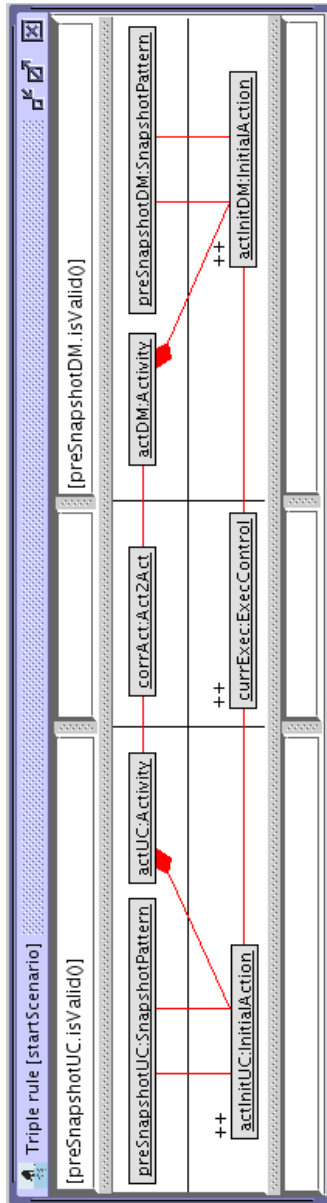 Triple rule [startScenario]
[preSnapshotUC.isValid()]
[preSnapshotDM.isValid()]
preSnapshotUC:SnapshotPattern
actUC:Activity
corrAct:Act2Act
actDM:Activity
preSnapshotDM:SnapshotPattern
++
++
++
actInitUC:InitialAction
currExec:ExecControl
actInitDM:InitialAction